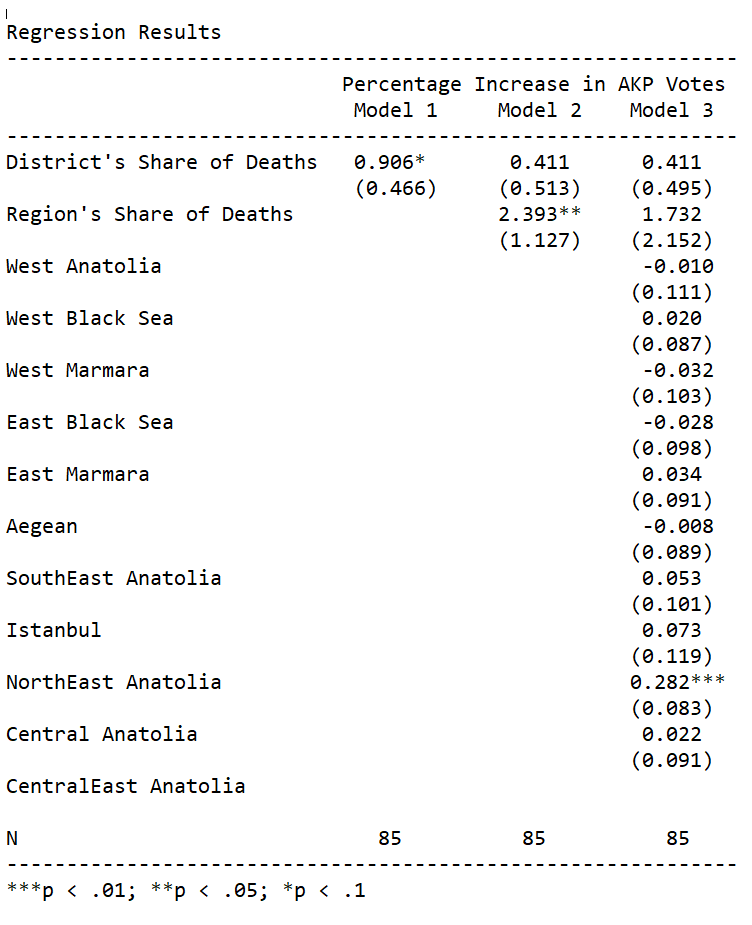 Regression Results
-------------------------------------------------------------
Percentage Increase in AKP Votes
Model 1 Model 2 Model 3
-------------------------------------------------------------
District's Share of Deaths 0.906* 0.411 0.411
(0.466) (0.513) (0.495)
Region's Share of Deaths 2.393** 1.732
(1.127) (2.152)
West Anatolia -0.010
(0.111)
West Black Sea 0.020
(0.087)
West Marmara -0.032
(0.103)
East Black Sea -0.028
(0.098)
East Marmara 0.034
(0.091)
Aegean -0.008
(0.089)
SouthEast Anatolia 0.053
(0.101)
Istanbul 0.073
(0.119)
NorthEast Anatolia 0.282***
(0.083)
Central Anatolia 0.022
(0.091)
CentralEast Anatolia
N 85 85 85
-------------------------------------------------------------
***p < .01; **p < .05; *p < .1